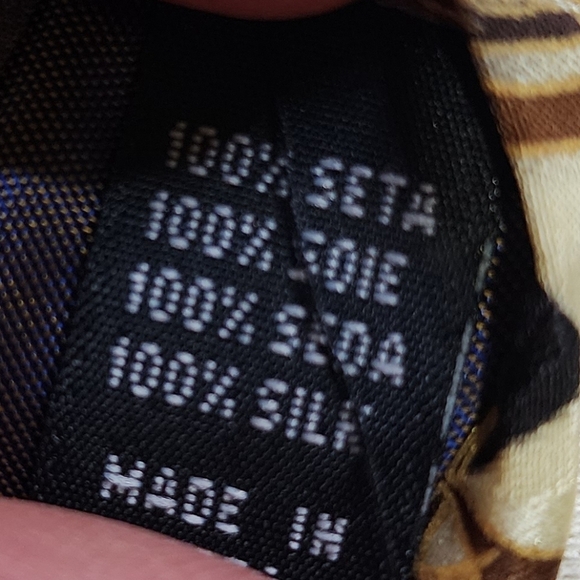 100% SETA
100% SOIE
100% SEDA
100% SILK
MADE IN